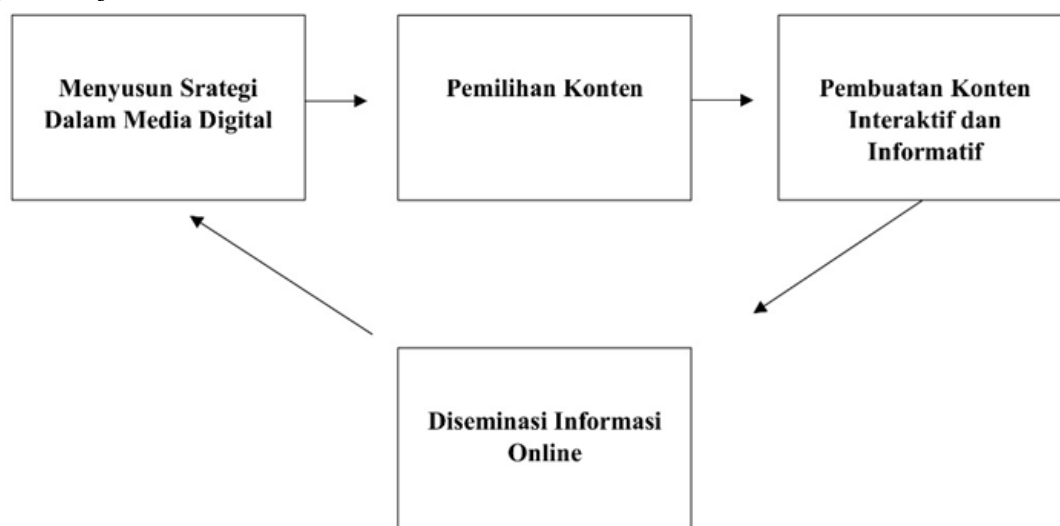 Menyusun Srategi
Dalam Media Digital
Pemilihan Konten
Pembuatan Konten
Interaktif dan
Informatif
Diseminasi Informasi
Online